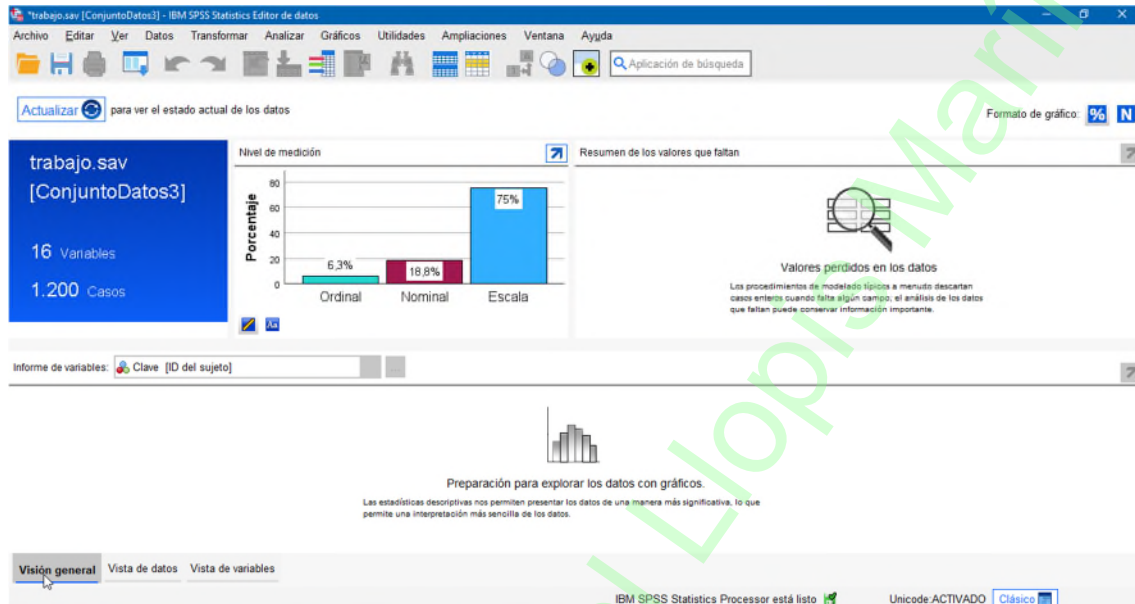 *trabajo.sav [ConjuntoDatos3] - IBM SPSS Statistics Editor de datos
Archivo Editar Ver Datos Transformar Analizar Gráficos Utilidades Ampliaciones Ventana Ayuda
Aplicación de búsqueda
Actualizar para ver el estado actual de los datos
Formato de gráfico: % N
trabajo.sav
[ConjuntoDatos3]
16 Variables
1.200 Casos
Nivel de medición
Porcentaje
80
60
40
20
0
6,3%
18,8%
75%
Ordinal Nominal Escala
Aa
Resumen de los valores que faltan
Valores perdidos en los datos
Los procedimientos de modelado típicos a menudo descartan
casos enteros cuando falta algún campo; el análisis de los datos
que faltan puede conservar información importante.
Informe de variables: Clave [ID del sujeto]
...
Preparación para explorar los datos con gráficos.
Las estadísticas descriptivas nos permiten presentar los datos de una manera más significativa, lo que
permite una interpretación más sencilla de los datos.
Visión general Vista de datos Vista de variables
IBM SPSS Statistics Processor está listo Unicode:ACTIVADO Clásico
Llopis Marí